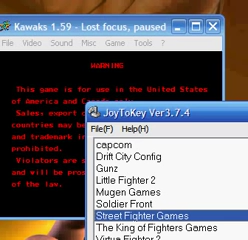 Kawaks 1.59 - Lost focus, paused
File Video Sound Misc Game Tools ?
WARNING
This game is for use in the United States
of America and
Sales, export
countries may be
and trademark
prohibited.
Violators are
and will be pros
of the law.
JoyToKey Ver3.7.4
File(F) Help(H)
capcom
Drift City Config
Gunz
Little Fighter 2
Mugen Games
Soldier Front
Street Fighter Games
The King of Fighters Games
Virtua Fighter 2